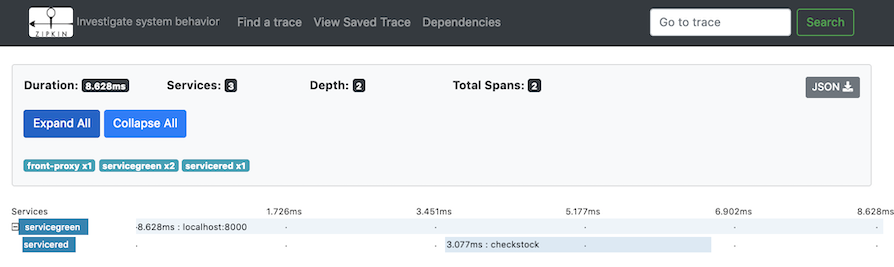 ZIPKIN Investigate system behavior Find a trace View Saved Trace Dependencies Go to trace Search
Duration: 8.628ms Services: 3 Depth: 2 Total Spans: 2 JSON
Expand All Collapse All
front-proxy x1 servicegreen x2 servicered x1
Services 1.726ms 3.451ms 5.177ms 6.902ms 8.628ms
servicegreen 8.628ms : localhost:8000
servicered 3.077ms : checkstock